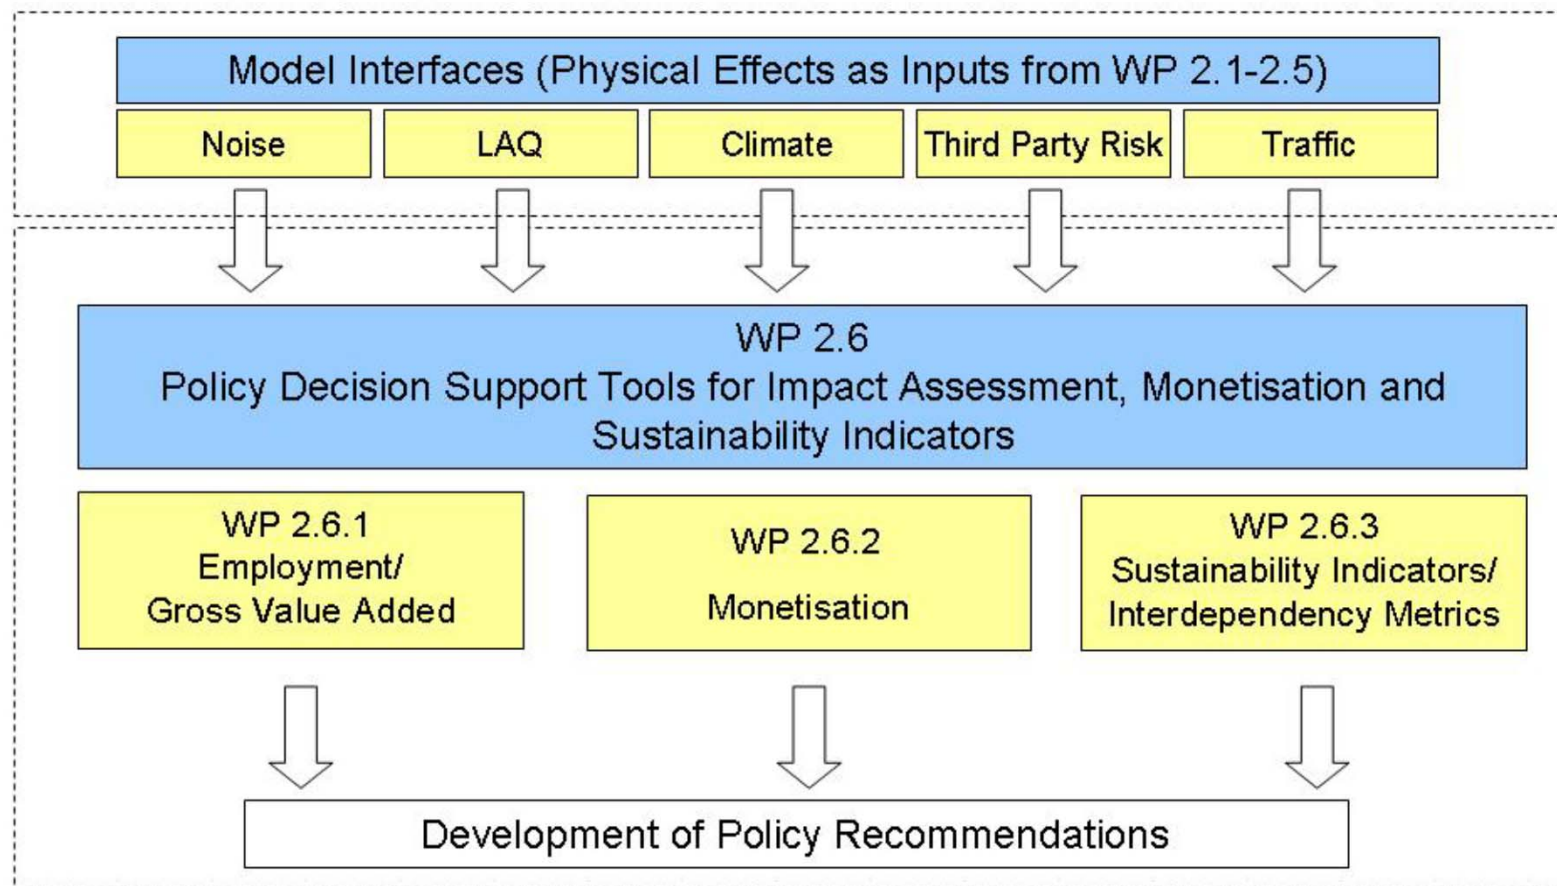 Model Interfaces (Physical Effects as Inputs from WP 2.1-2.5)
Noise
LAQ
Climate
Third Party Risk
Traffic
WP 2.6
Policy Decision Support Tools for Impact Assessment, Monetisation and
Sustainability Indicators
WP 2.6.1
Employment/
Gross Value Added
WP 2.6.2
Monetisation
WP 2.6.3
Sustainability Indicators/
Interdependency Metrics
Development of Policy Recommendations